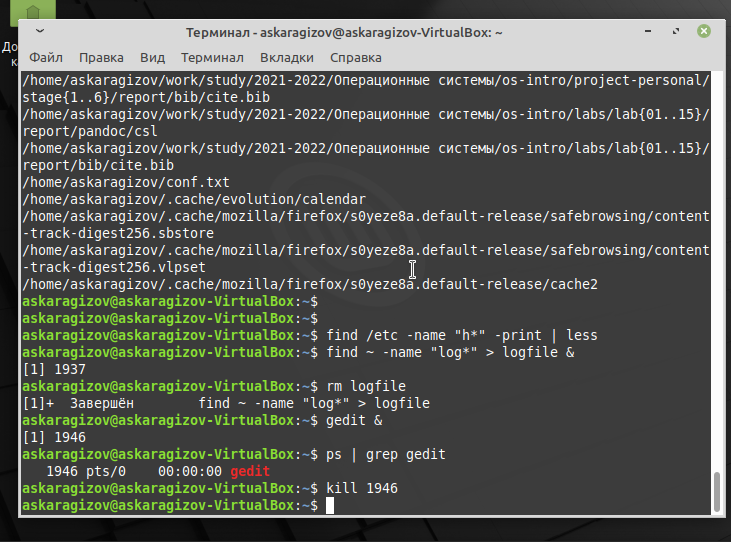 До
к
Терминал - askaragizov@askaragizov-VirtualBox: ~
Файл Правка Вид Терминал Вкладки Справка
/home/askaragizov/work/study/2021-2022/Операционные системы/os-intro/project-personal/
stage{1..6}/report/bib/cite.bib
/home/askaragizov/work/study/2021-2022/Операционные системы/os-intro/labs/lab{01..15}/
report/pandoc/csl
/home/askaragizov/work/study/2021-2022/Операционные системы/os-intro/labs/lab{01..15}/
report/bib/cite.bib
/home/askaragizov/conf.txt
/home/askaragizov/.cache/evolution/calendar
/home/askaragizov/.cache/mozilla/firefox/s0yeze8a.default-release/safebrowsing/content
-track-digest256.sbstore
/home/askaragizov/.cache/mozilla/firefox/s0yeze8a.default-release/safebrowsing/content
-track-digest256.vlpset
/home/askaragizov/.cache/mozilla/firefox/s0yeze8a.default-release/cache2
askaragizov@askaragizov-VirtualBox:~$
askaragizov@askaragizov-VirtualBox:~$
askaragizov@askaragizov-VirtualBox:~$ find /etc -name "h*" -print | less
askaragizov@askaragizov-VirtualBox:~$ find ~ -name "log*" > logfile &
[1] 1937
askaragizov@askaragizov-VirtualBox:~$ rm logfile
[1]+  Завершён        find ~ -name "log*" > logfile
askaragizov@askaragizov-VirtualBox:~$ gedit &
[1] 1946
askaragizov@askaragizov-VirtualBox:~$ ps | grep gedit
   1946 pts/0    00:00:00 gedit
askaragizov@askaragizov-VirtualBox:~$ kill 1946
askaragizov@askaragizov-VirtualBox:~$